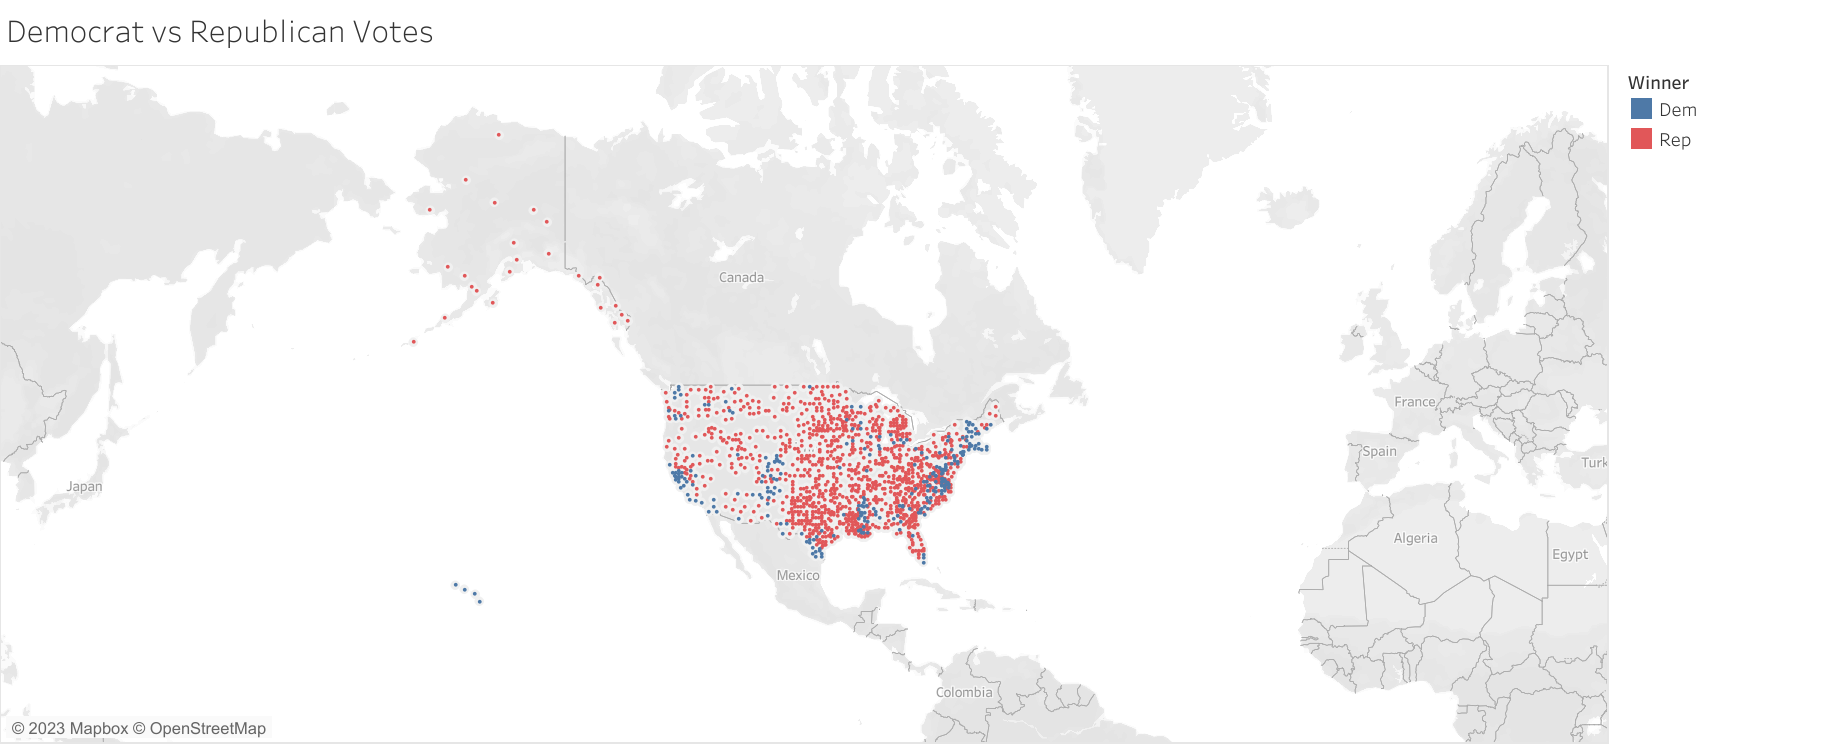 Democrat vs Republican Votes
Winner
Dem
Rep
Canada
France
Spain
Turk
Japan
Algeria
Egypt
Mexico
Colombia
© 2023 Mapbox © OpenStreetMap